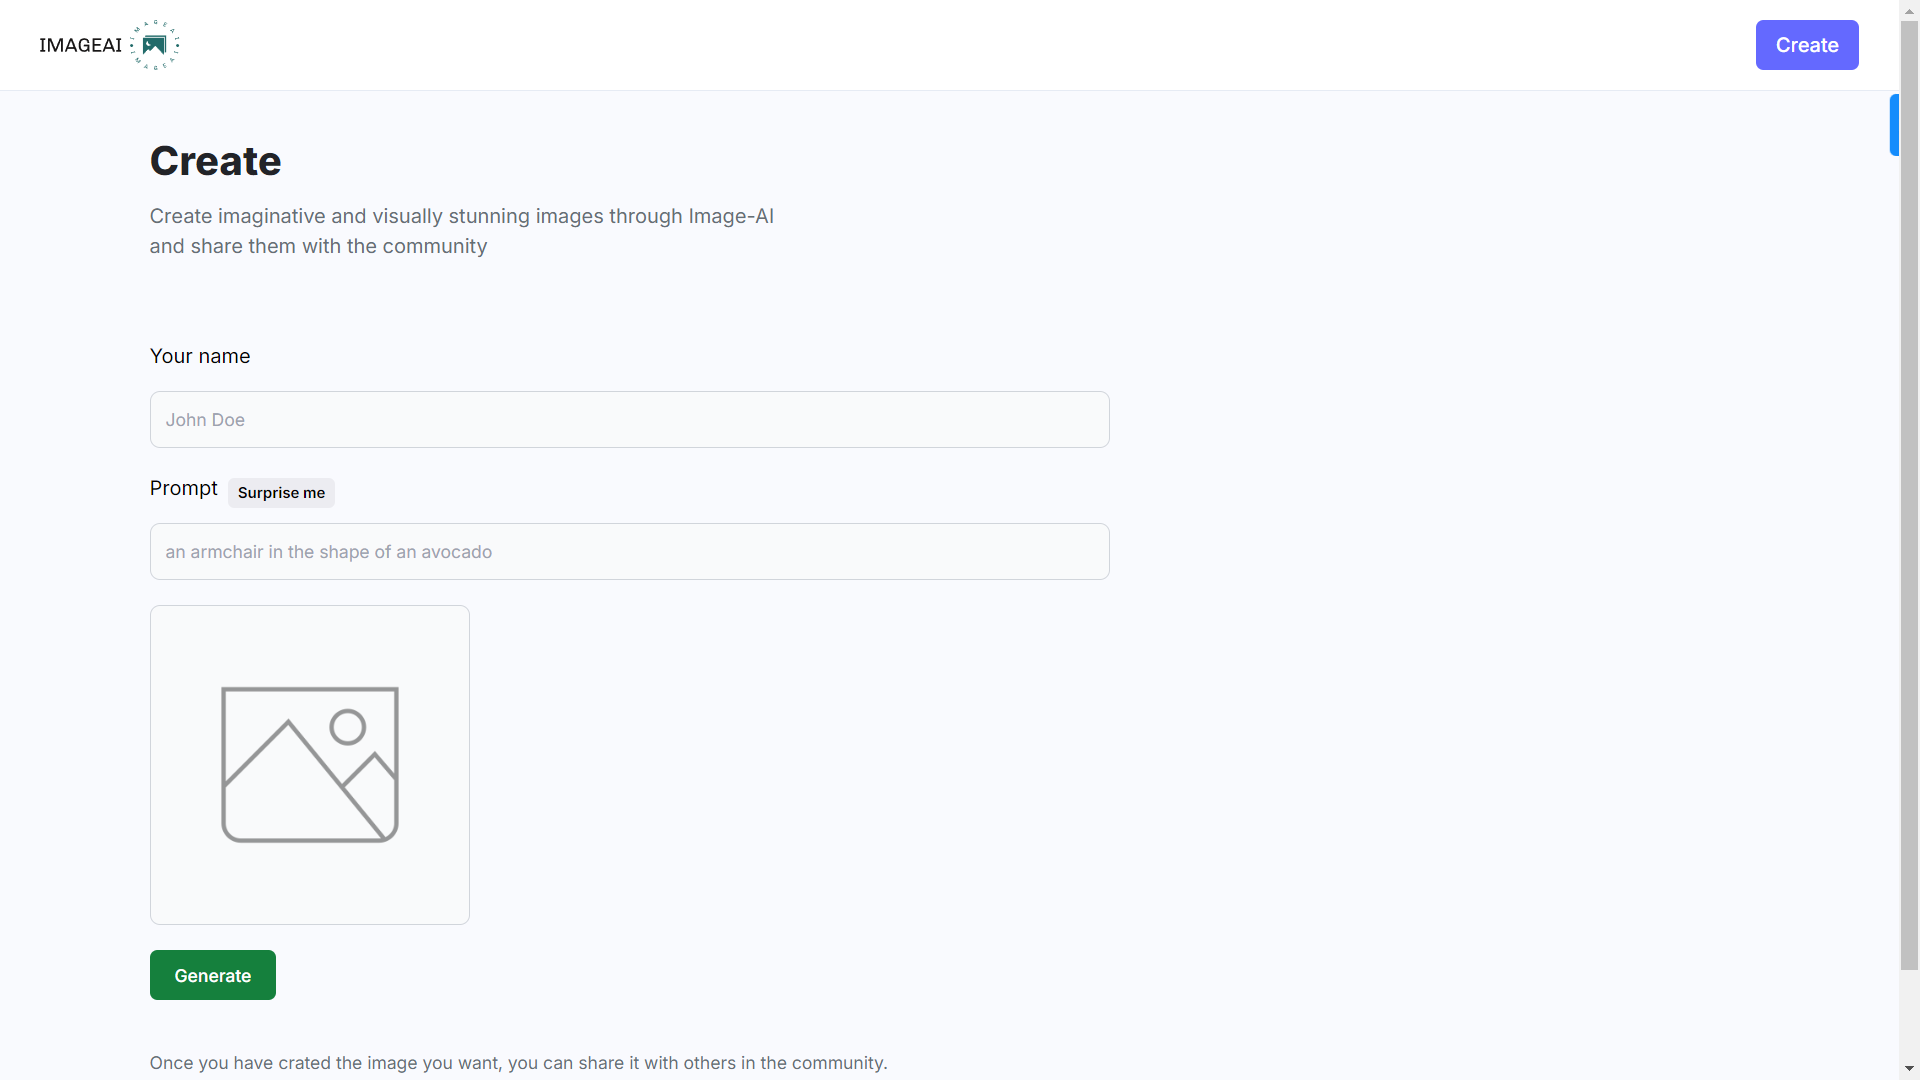 IMAGEAI
IMAGEAI IMAGEAI
Create
Create
Create imaginative and visually stunning images through Image-AI
and share them with the community
Your name
John Doe
Prompt
Surprise me
an armchair in the shape of an avocado
Generate
Once you have crated the image you want, you can share it with others in the community.